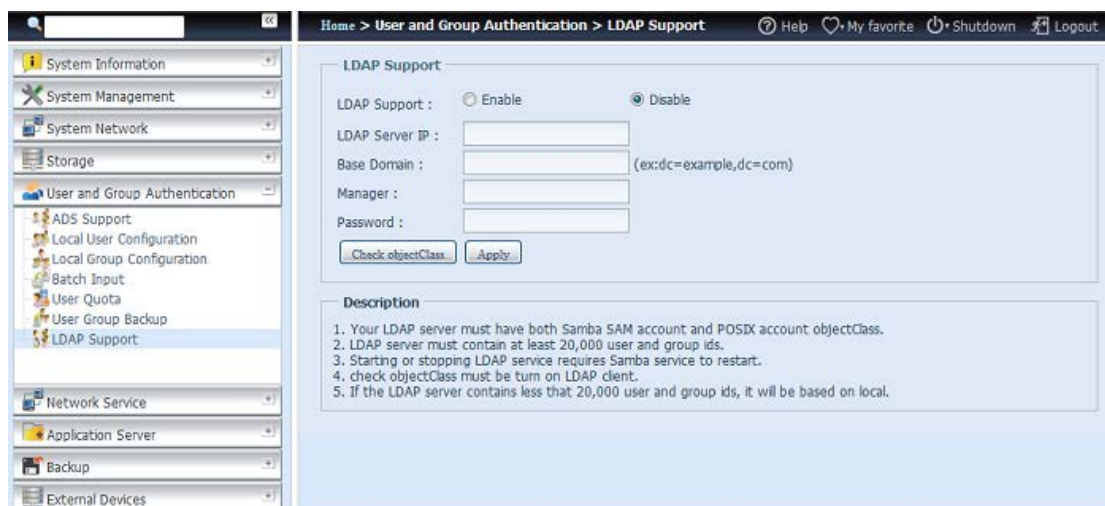 Home > User and Group Authentication > LDAP Support
Help
My favorite
Shutdown
Logout
System Information
System Management
System Network
Storage
User and Group Authentication
ADS Support
Local User Configuration
Local Group Configuration
Batch Input
User Quota
User Group Backup
LDAP Support
Network Service
Application Server
Backup
External Devices
LDAP Support
LDAP Support : Enable Disable
LDAP Server IP :
Base Domain : (ex:dc=example,dc=com)
Manager :
Password :
Check objectClass Apply
Description
1. Your LDAP server must have both Samba SAM account and POSIX account objectClass.
2. LDAP server must contain at least 20,000 user and group ids.
3. Starting or stopping LDAP service requires Samba service to restart.
4. check objectClass must be turn on LDAP client.
5. If the LDAP server contains less that 20,000 user and group ids, it will be based on local.